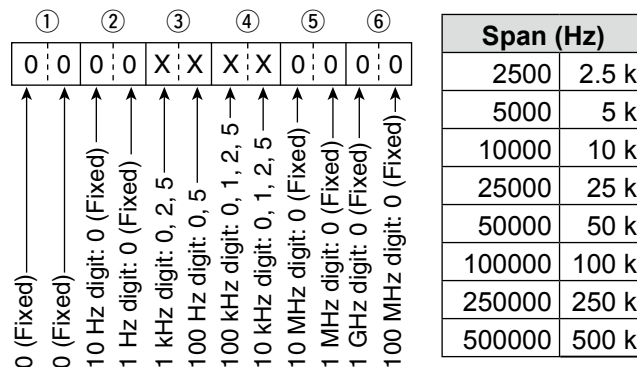 ① ② ③ ④ ⑤ ⑥
0 0 0 0 X X X X 0 0 0 0
0 (Fixed)
0 (Fixed)
10 Hz digit: 0 (Fixed)
1 Hz digit: 0 (Fixed)
1 kHz digit: 0, 2, 5
100 Hz digit: 0, 5
100 kHz digit: 0, 1, 2, 5
10 kHz digit: 0, 1, 2, 5
10 MHz digit: 0 (Fixed)
1 MHz digit: 0 (Fixed)
1 GHz digit: 0 (Fixed)
100 MHz digit: 0 (Fixed)
Span (Hz)
2500 2.5 k
5000 5 k
10000 10 k
25000 25 k
50000 50 k
100000 100 k
250000 250 k
500000 500 k